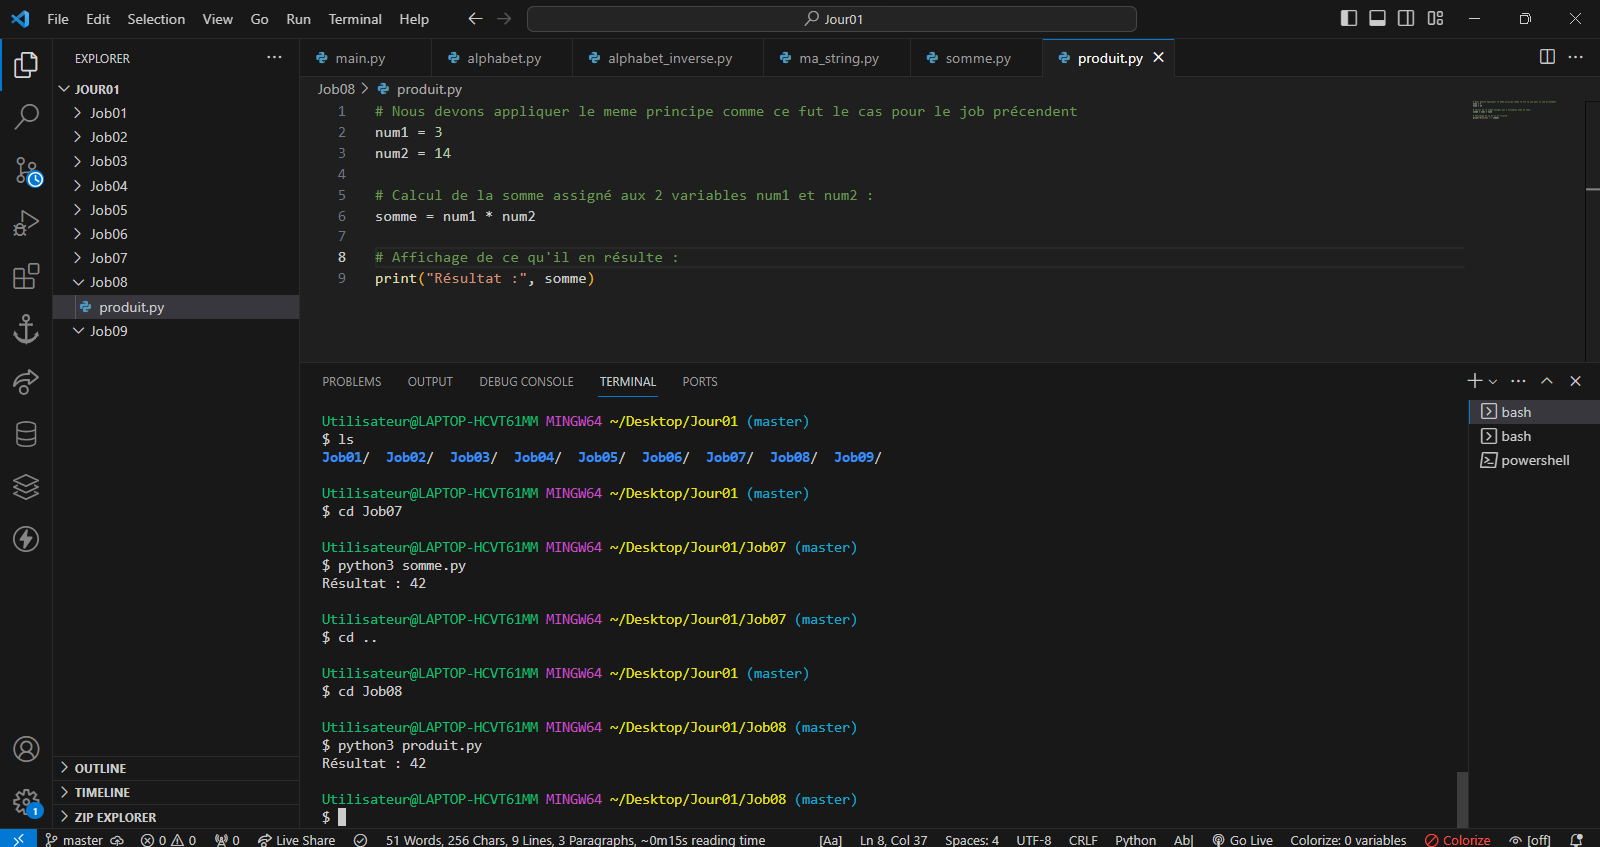 File Edit Selection View Go Run Terminal Help
Jour01
EXPLORER
JOUR01
Job01
Job02
Job03
Job04
Job05
Job06
Job07
Job08
produit.py
Job09
OUTLINE
TIMELINE
ZIP EXPLORER
main.py alphabet.py alphabet_inverse.py ma_string.py somme.py produit.py
Job08 > produit.py
1 # Nous devons appliquer le meme principe comme ce fut le cas pour le job précendent
2 num1 = 3
3 num2 = 14
4
5 # Calcul de la somme assigné aux 2 variables num1 et num2 :
6 somme = num1 * num2
7
8 # Affichage de ce qu'il en résulte :
9 print("Résultat :", somme)
PROBLEMS OUTPUT DEBUG CONSOLE TERMINAL PORTS
Utilisateur@LAPTOP-HCVT61MM MINGW64 ~/Desktop/Jour01 (master)
$ ls
Job01/ Job02/ Job03/ Job04/ Job05/ Job06/ Job07/ Job08/ Job09/
Utilisateur@LAPTOP-HCVT61MM MINGW64 ~/Desktop/Jour01 (master)
$ cd Job07
Utilisateur@LAPTOP-HCVT61MM MINGW64 ~/Desktop/Jour01/Job07 (master)
$ python3 somme.py
Résultat : 42
Utilisateur@LAPTOP-HCVT61MM MINGW64 ~/Desktop/Jour01/Job07 (master)
$ cd ..
Utilisateur@LAPTOP-HCVT61MM MINGW64 ~/Desktop/Jour01 (master)
$ cd Job08
Utilisateur@LAPTOP-HCVT61MM MINGW64 ~/Desktop/Jour01/Job08 (master)
$ python3 produit.py
Résultat : 42
Utilisateur@LAPTOP-HCVT61MM MINGW64 ~/Desktop/Jour01/Job08 (master)
$
bash
bash
powershell
1
master 0 0 0 Live Share 51 Words, 256 Chars, 9 Lines, 3 Paragraphs, ~0m15s reading time [Aa] Ln 8, Col 37 Spaces: 4 UTF-8 CRLF Python Ab| Go Live Colorize: 0 variables Colorize [off]